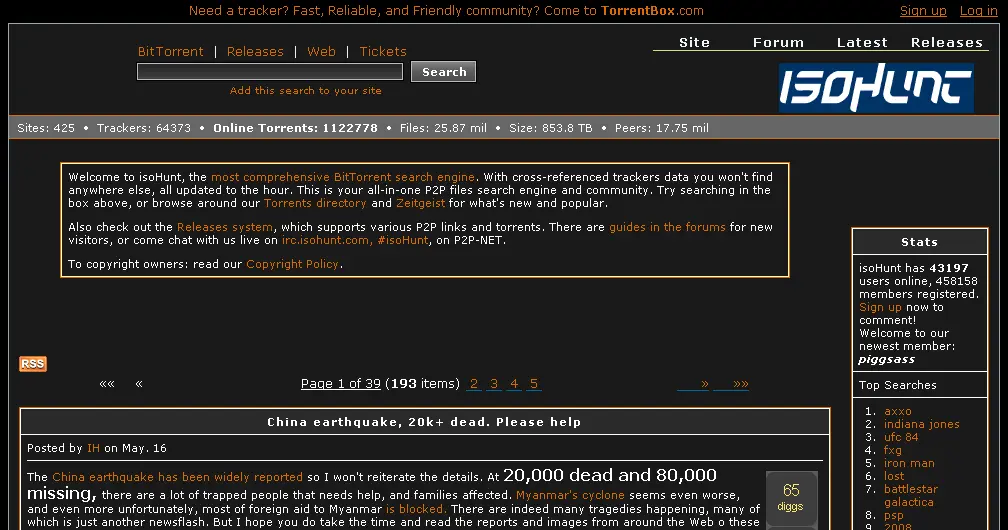 Need a tracker? Fast, Reliable, and Friendly community? Come to TorrentBox.com
Sign up Log in
BitTorrent | Releases | Web | Tickets
Site Forum Latest Releases
Search
Add this search to your site
isoHunt
Sites: 425 • Trackers: 64373 • Online Torrents: 1122778 • Files: 25.87 mil • Size: 853.8 TB • Peers: 17.75 mil
Welcome to isoHunt, the most comprehensive BitTorrent search engine. With cross-referenced trackers data you won't find
anywhere else, all updated to the hour. This is your all-in-one P2P files search engine and community. Try searching in the
box above, or browse around our Torrents directory and Zeitgeist for what's new and popular.
Also check out the Releases system, which supports various P2P links and torrents. There are guides in the forums for new
visitors, or come chat with us live on irc.isohunt.com, #isoHunt, on P2P-NET.
To copyright owners: read our Copyright Policy.
RSS
«« « Page 1 of 39 (193 items) 2 3 4 5 » »»
China earthquake, 20k+ dead. Please help
Posted by IH on May. 16
The China earthquake has been widely reported so I won't reiterate the details. At 20,000 dead and 80,000
missing, there are a lot of trapped people that needs help, and families affected. Myanmar's cyclone seems even worse,
and even more unfortunately, most of foreign aid to Myanmar is blocked. There are indeed many tragedies happening, many of
which is just another newsflash. But I hope you do take the time and read the reports and images from around the Web o these
65
diggs
Stats
isoHunt has 43197
users online, 458158
members registered.
Sign up now to
comment!
Welcome to our
newest member:
piggsass
Top Searches
1. axxo
2. indiana jones
3. ufc 84
4. fxg
5. iron man
6. lost
7. battlestar
galactica
8. psp
9. 2008